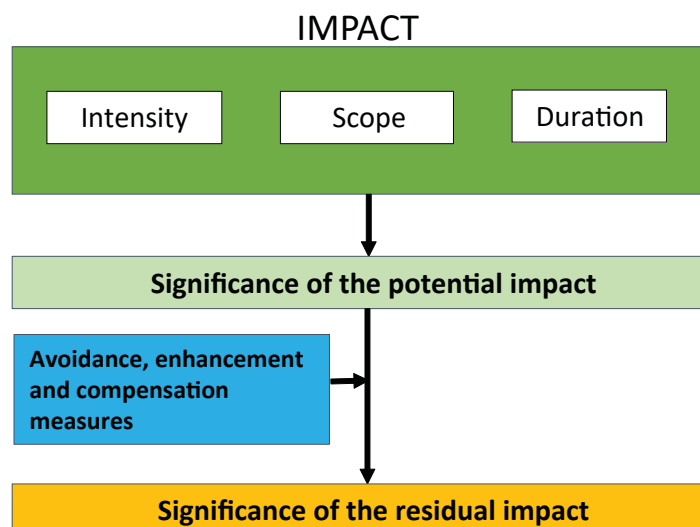 IMPACT
Intensity
Scope
Duration
Significance of the potential impact
Avoidance, enhancement
and compensation
measures
Significance of the residual impact